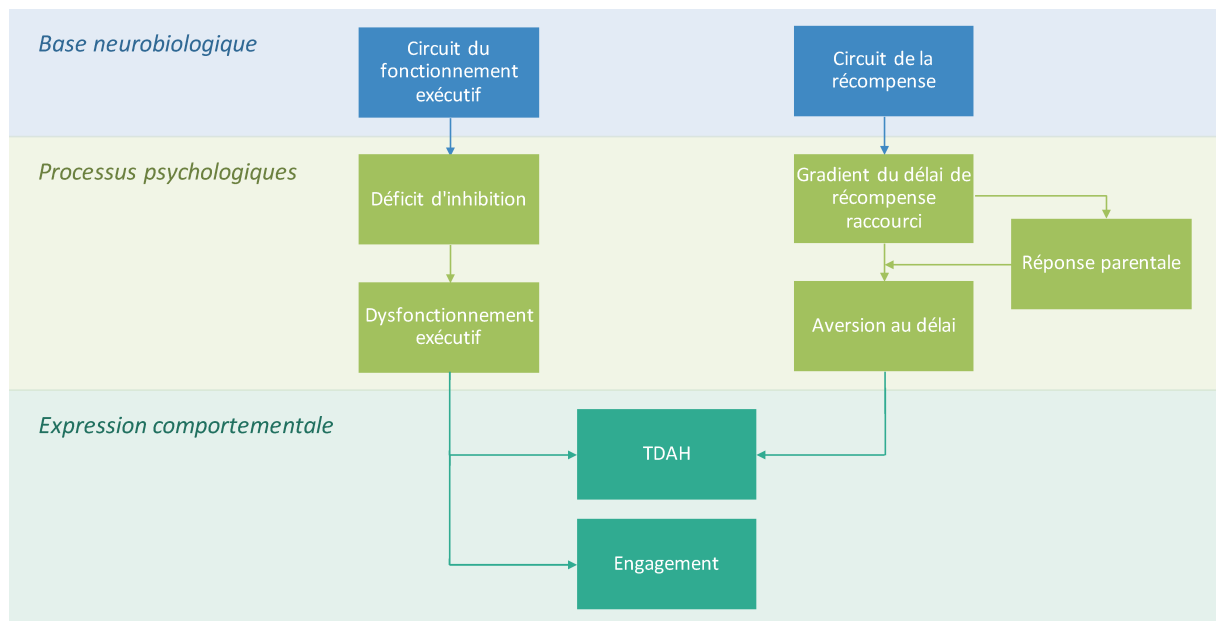 Base neurobiologique
Circuit du
fonctionnement
exécutif
Circuit de la
récompense
Processus psychologiques
Déficit d'inhibition
Gradient du délai de
récompense
raccourci
Réponse parentale
Dysfonctionnement
exécutif
Aversion au délai
Expression comportementale
TDAH
Engagement